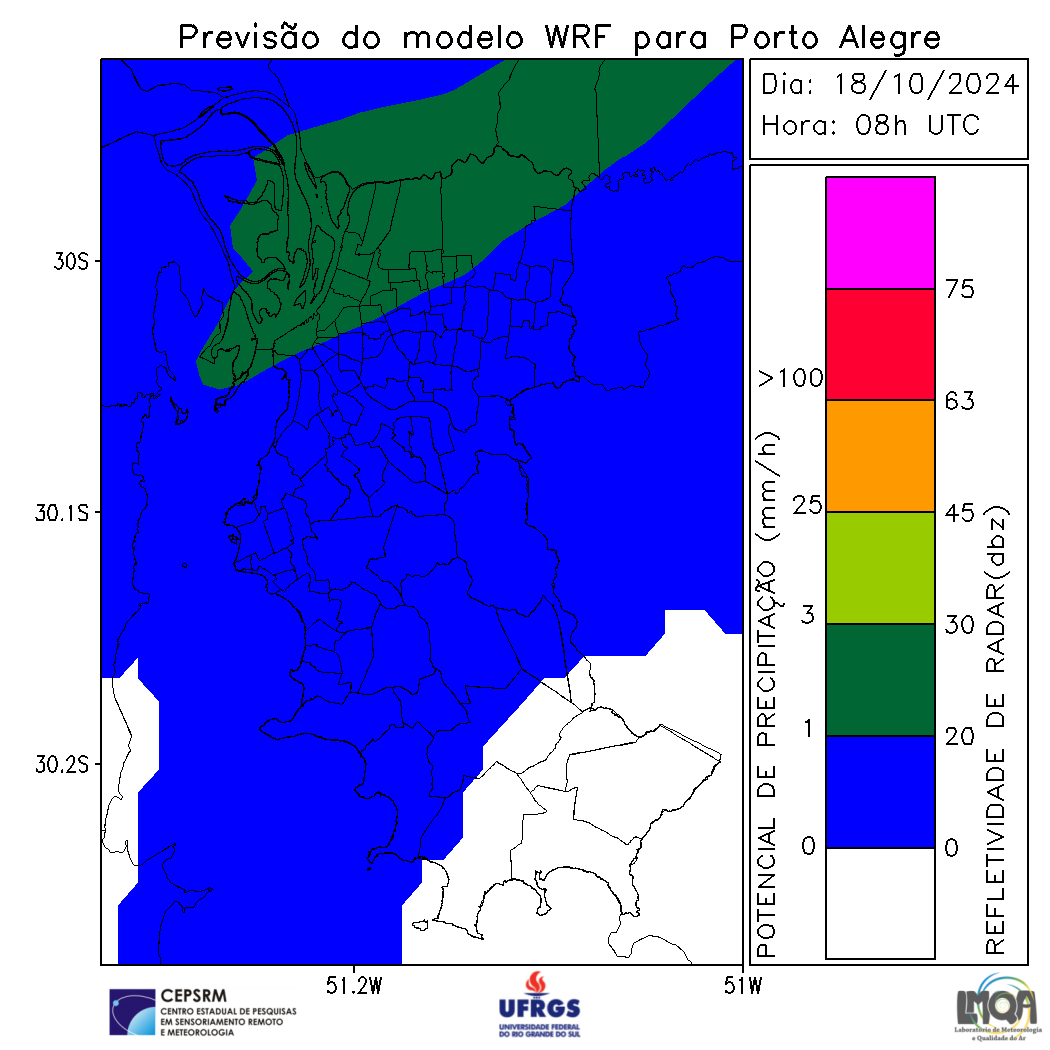 Previsão do modelo WRF para Porto Alegre
Dia: 18/10/2024
Hora: 08h UTC
30S
30.1S
30.2S
51.2W
51W
POTENCIAL DE PRECIPITAÇÃO (mm/h)
>100
25
3
1
0
75
63
45
30
20
0
REFLETIVIDADE DE RADAR(dbz)
CEPSRM
CENTRO ESTADUAL DE PESQUISAS
EM SENSORIAMENTO REMOTO
E METEOROLOGIA
UFRGS
UNIVERSIDADE FEDERAL
DO RIO GRANDE DO SUL
LMQA
Laboratório de Meteorologia
e Qualidade do Ar